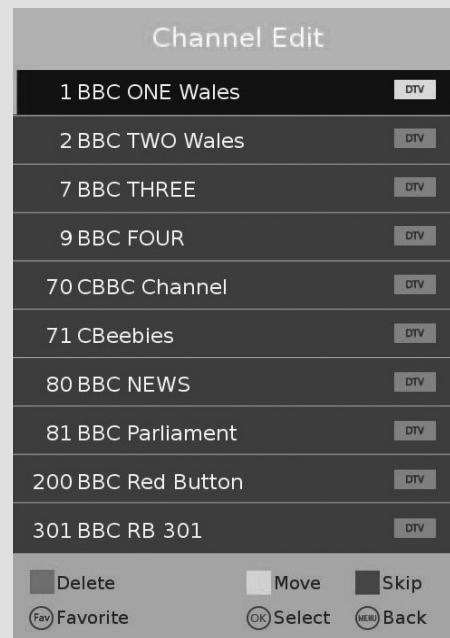 Channel Edit
1 BBC ONE Wales DTV
2 BBC TWO Wales DTV
7 BBC THREE DTV
9 BBC FOUR DTV
70 CBBC Channel DTV
71 CBeebies DTV
80 BBC NEWS DTV
81 BBC Parliament DTV
200 BBC Red Button DTV
301 BBC RB 301 DTV
Delete Move Skip
Fav Favorite OK Select MENU Back